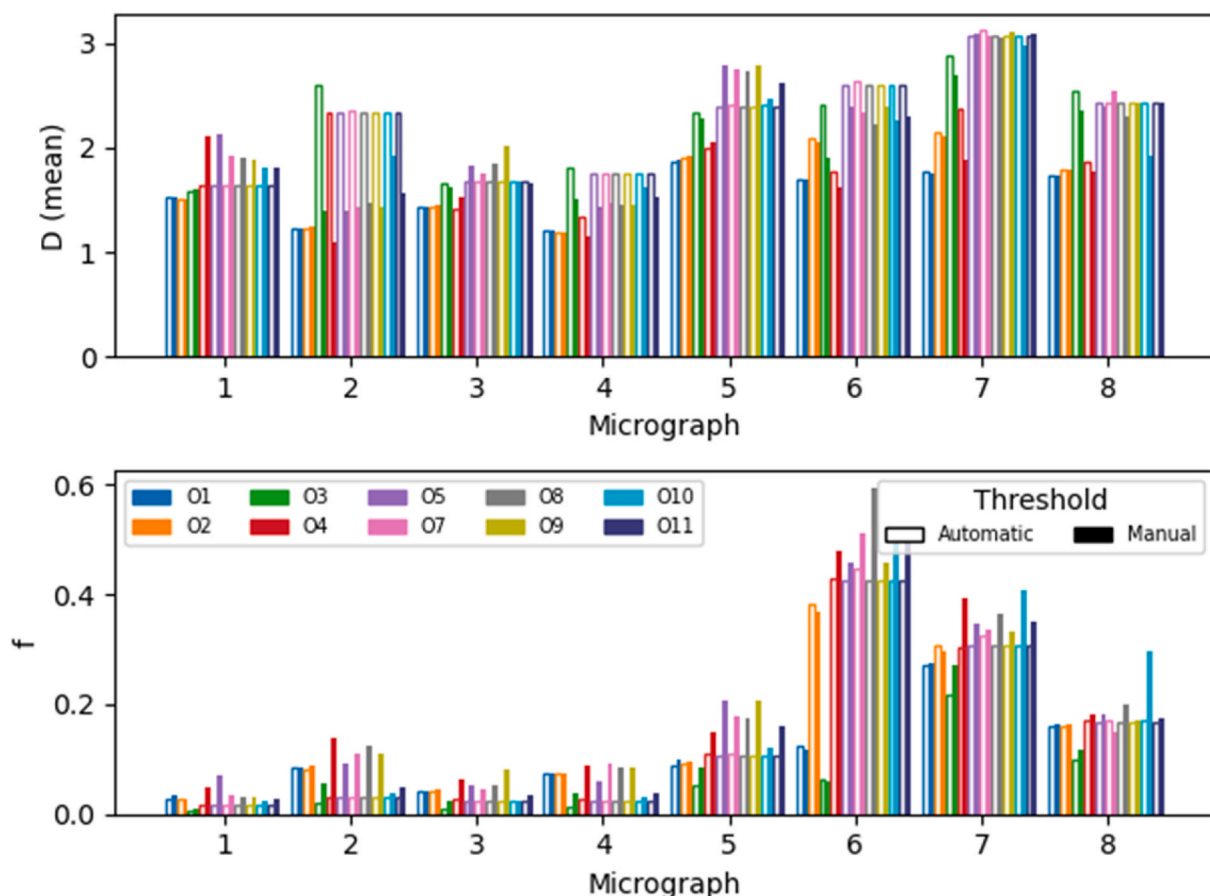 D (mean)
3
2
1
0
1 2 3 4 5 6 7 8
Micrograph
f
0.6
0.4
0.2
0.0
O1 O3 O5 O8 O10
O2 O4 O7 O9 O11
Threshold
Automatic Manual
1 2 3 4 5 6 7 8
Micrograph